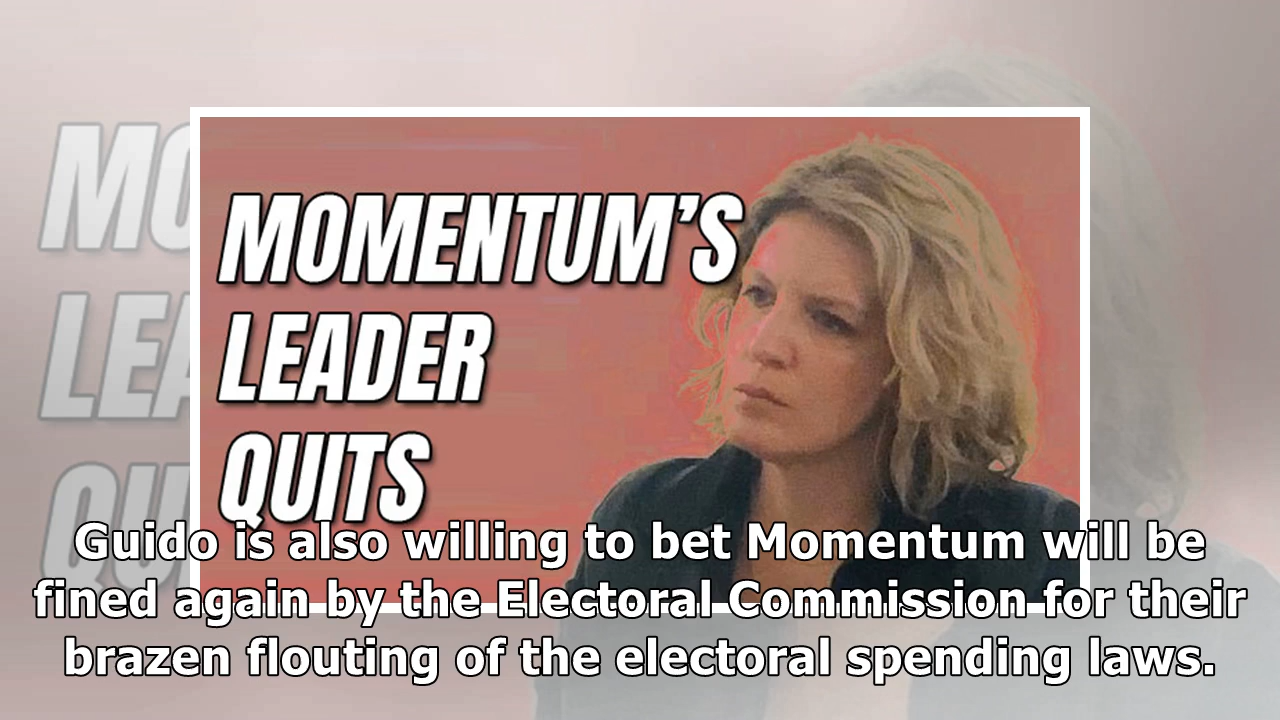 MOMENTUM'S
LEADER
QUITS
Guido is also willing to bet Momentum will be
fined again by the Electoral Commission for their
brazen flouting of the electoral spending laws.